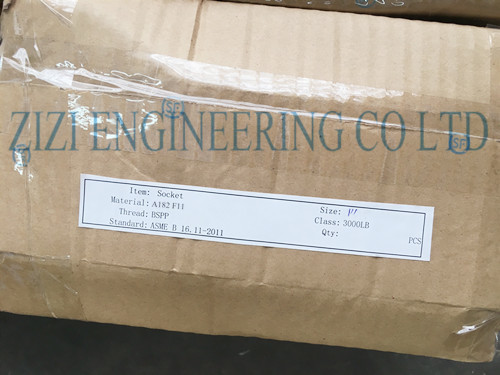 ZIZI ENGINEERING CO LTD
Item: Socket
Material: A182 F11
Thread: BSPP
Standard: ASME B 16.11-2011
Size:
Class: 3000LB
Qty: PCS